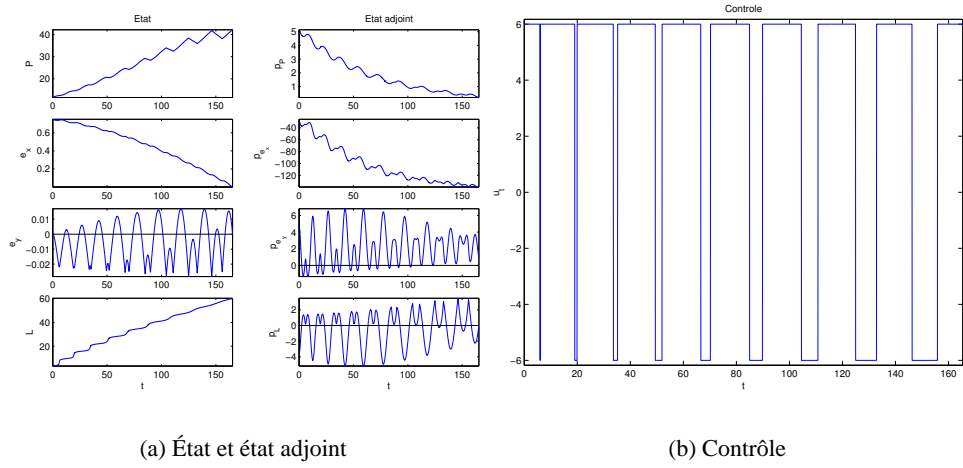 Etat
Etat adjoint
Controle
P
40
20
0 50 100 150
p_P
5
4
3
2
1
0 50 100 150
e_x
0.6
0.4
0.2
0 50 100 150
p_{e_x}
−40
−60
−80
−100
−120
0 50 100 150
e_y
0.01
0
−0.01
−0.02
0 50 100 150
p_{e_y}
6
4
2
0
0 50 100 150
L
60
40
20
0 50 100 150
t
p_L
2
0
−2
−4
0 50 100 150
t
u_t
6
4
2
0
−2
−4
−6
0 20 40 60 80 100 120 140 160
t
(a) État et état adjoint
(b) Contrôle